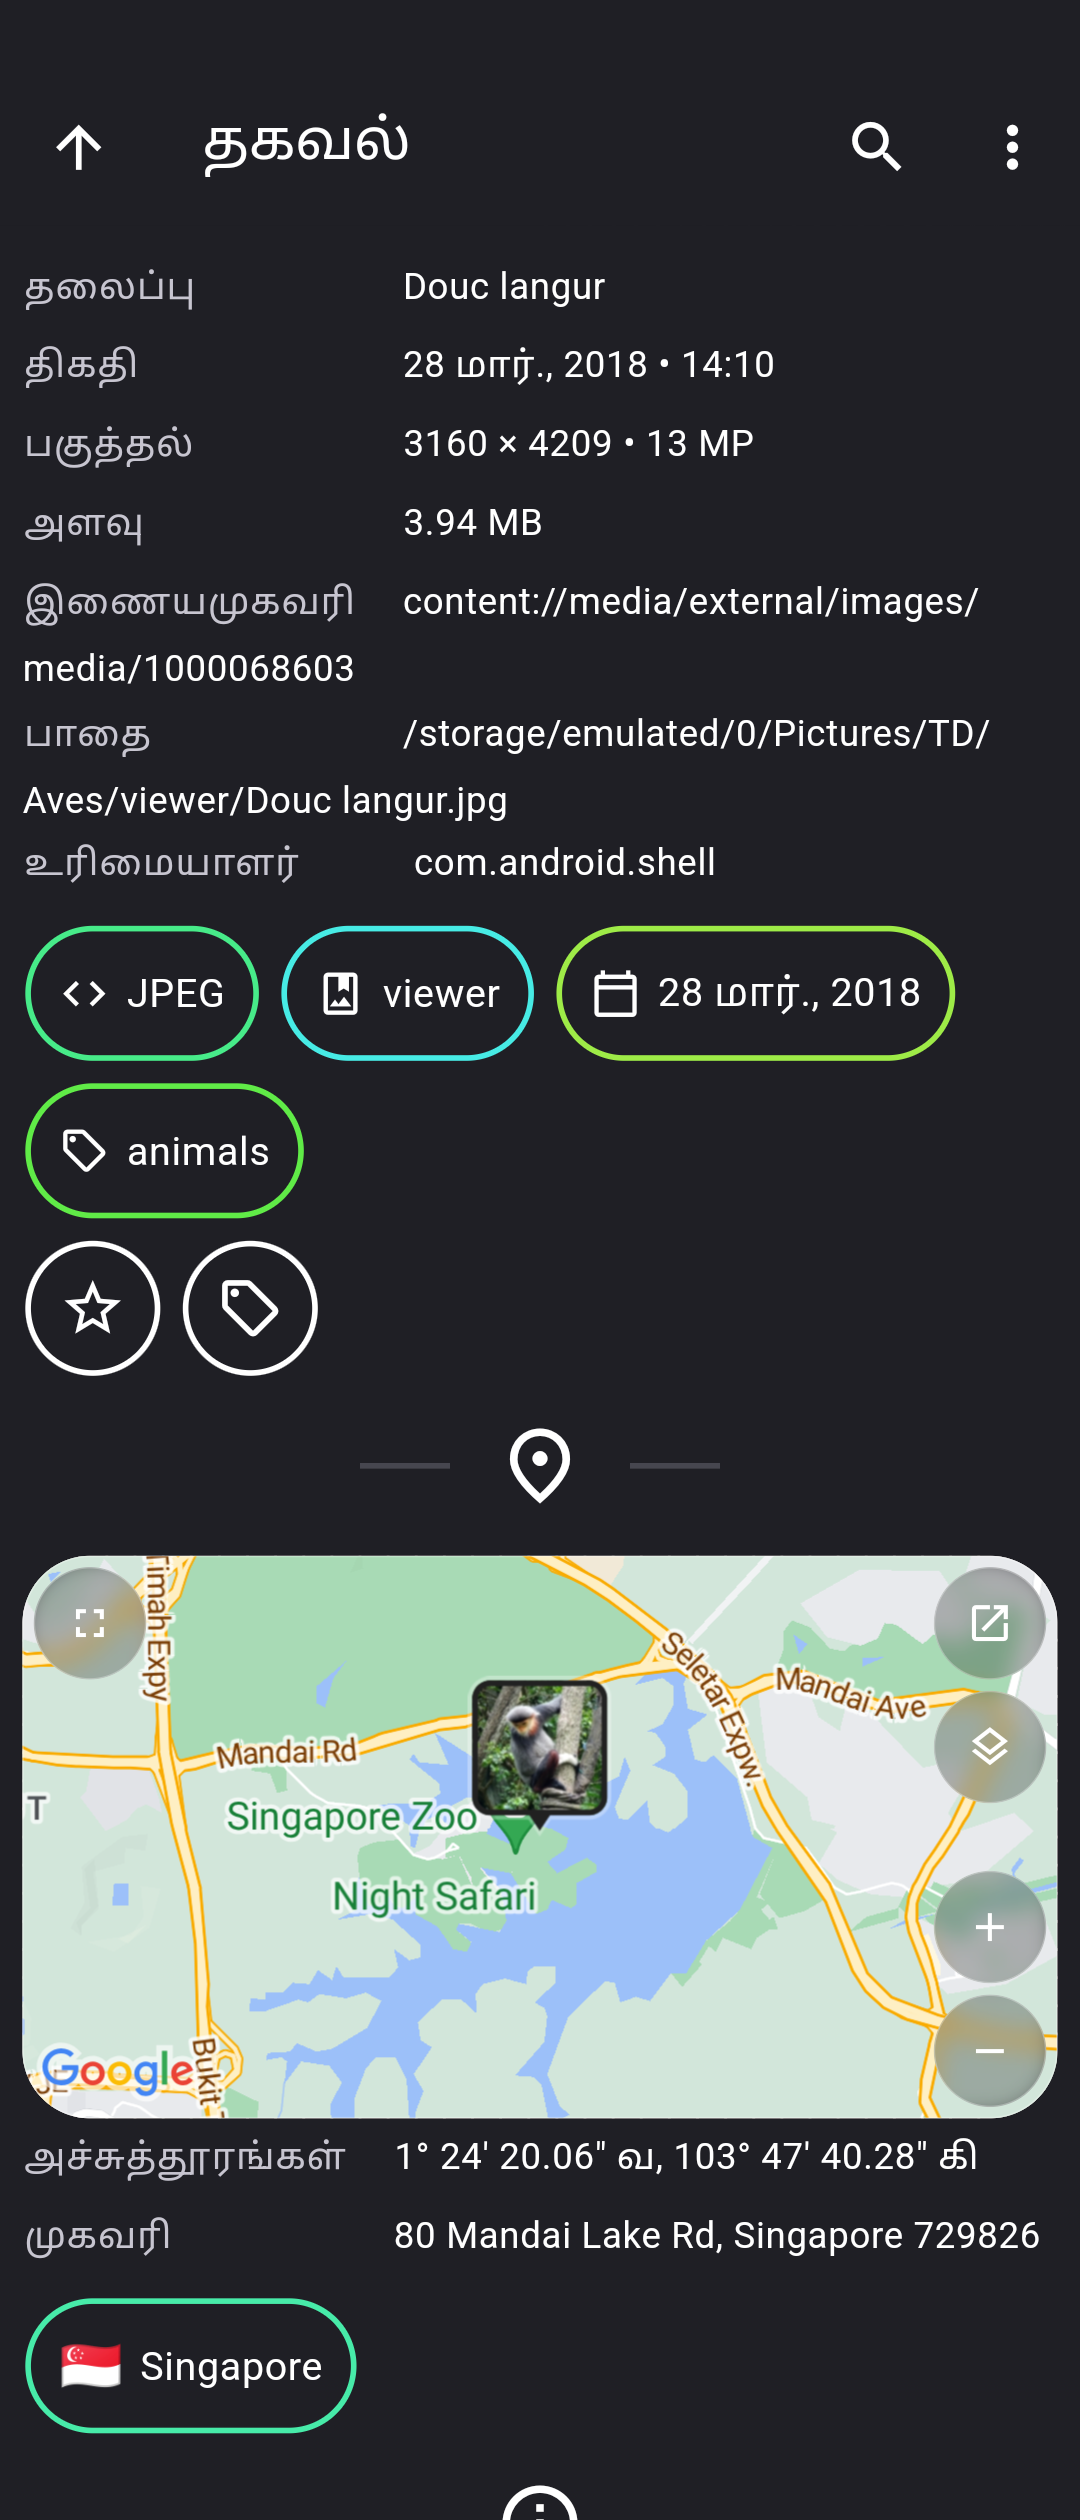 தகவல்
தலைப்பு Douc langur
திகதி 28 மார்., 2018 • 14:10
பகுத்தல் 3160 × 4209 • 13 MP
அளவு 3.94 MB
இணையமுகவரி content://media/external/images/
media/1000068603
பாதை /storage/emulated/0/Pictures/TD/
Aves/viewer/Douc langur.jpg
உரிமையாளர் com.android.shell
JPEG viewer 28 மார்., 2018
animals
Timah Expy
Seletar Expw.
Mandai Ave
Mandai Rd
T
Singapore Zoo
Night Safari
Google
Bukit T
அச்சுத்தூரங்கள் 1° 24' 20.06" வ, 103° 47' 40.28" கி
முகவரி 80 Mandai Lake Rd, Singapore 729826
Singapore